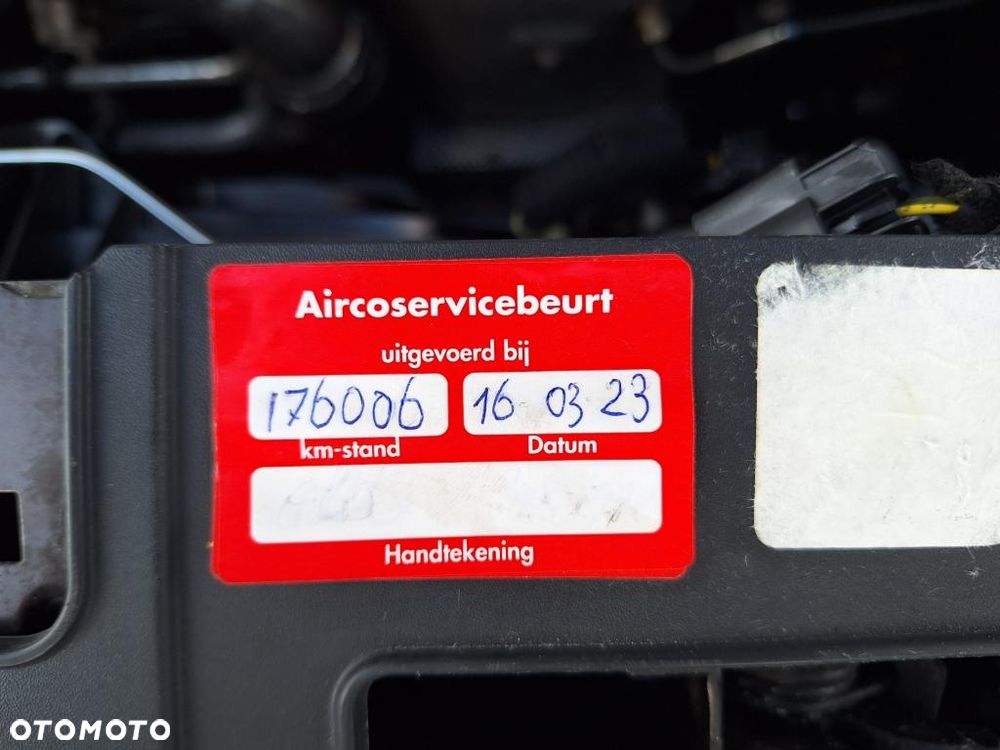 Aircoservicebeurt
uitgevoerd bij
176006 16 03 23
km-stand Datum
Handtekening
OTOMOTO